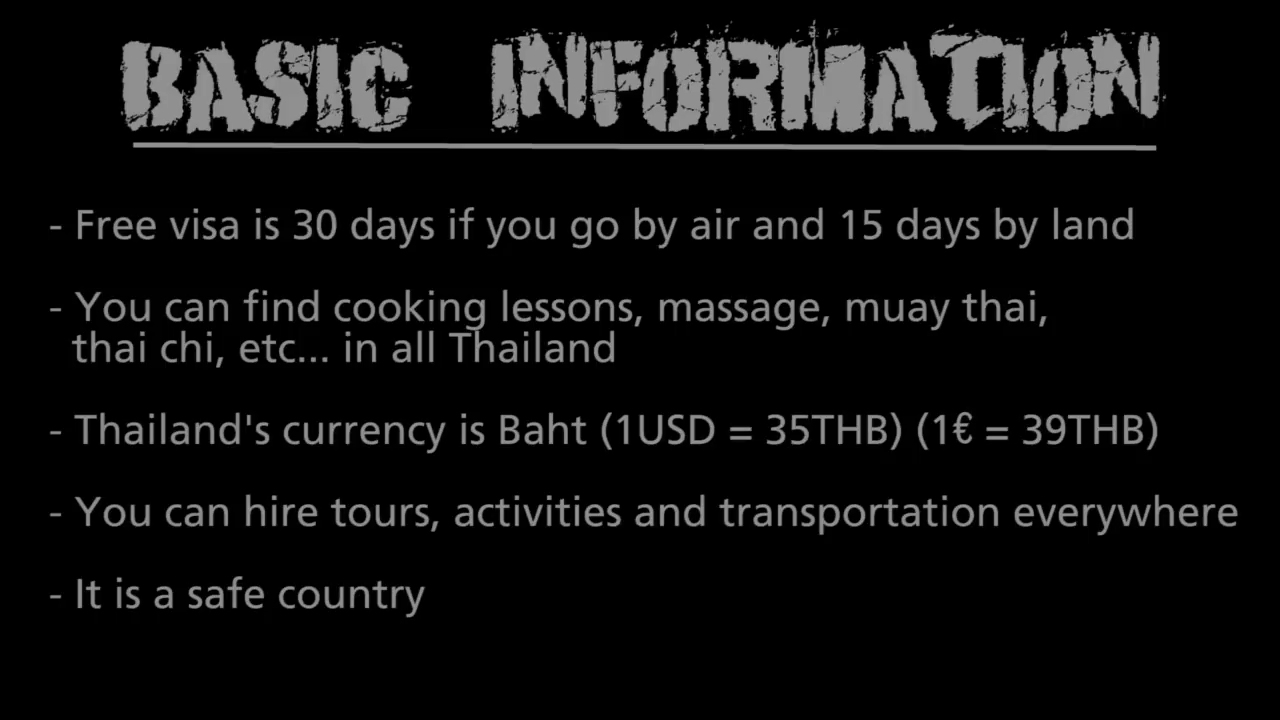 BASIC INFORMATION
- Free visa is 30 days if you go by air and 15 days by land
- You can find cooking lessons, massage, muay thai,
thai chi, etc... in all Thailand
- Thailand's currency is Baht (1USD = 35THB) (1€ = 39THB)
- You can hire tours, activities and transportation everywhere
- It is a safe country